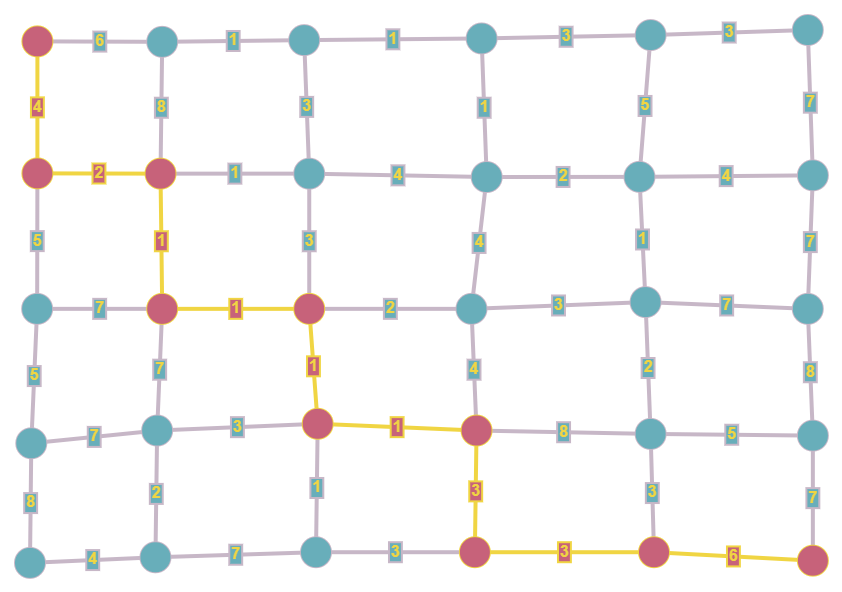 6 1 1 3 3
4 8 3 1 5 7
2 1 4 2 4
5 1 3 4 1 7
7 1 2 3 7
5 7 1 4 2 8
7 3 1 8 5
8 2 1 3 3 7
4 7 3 3 6